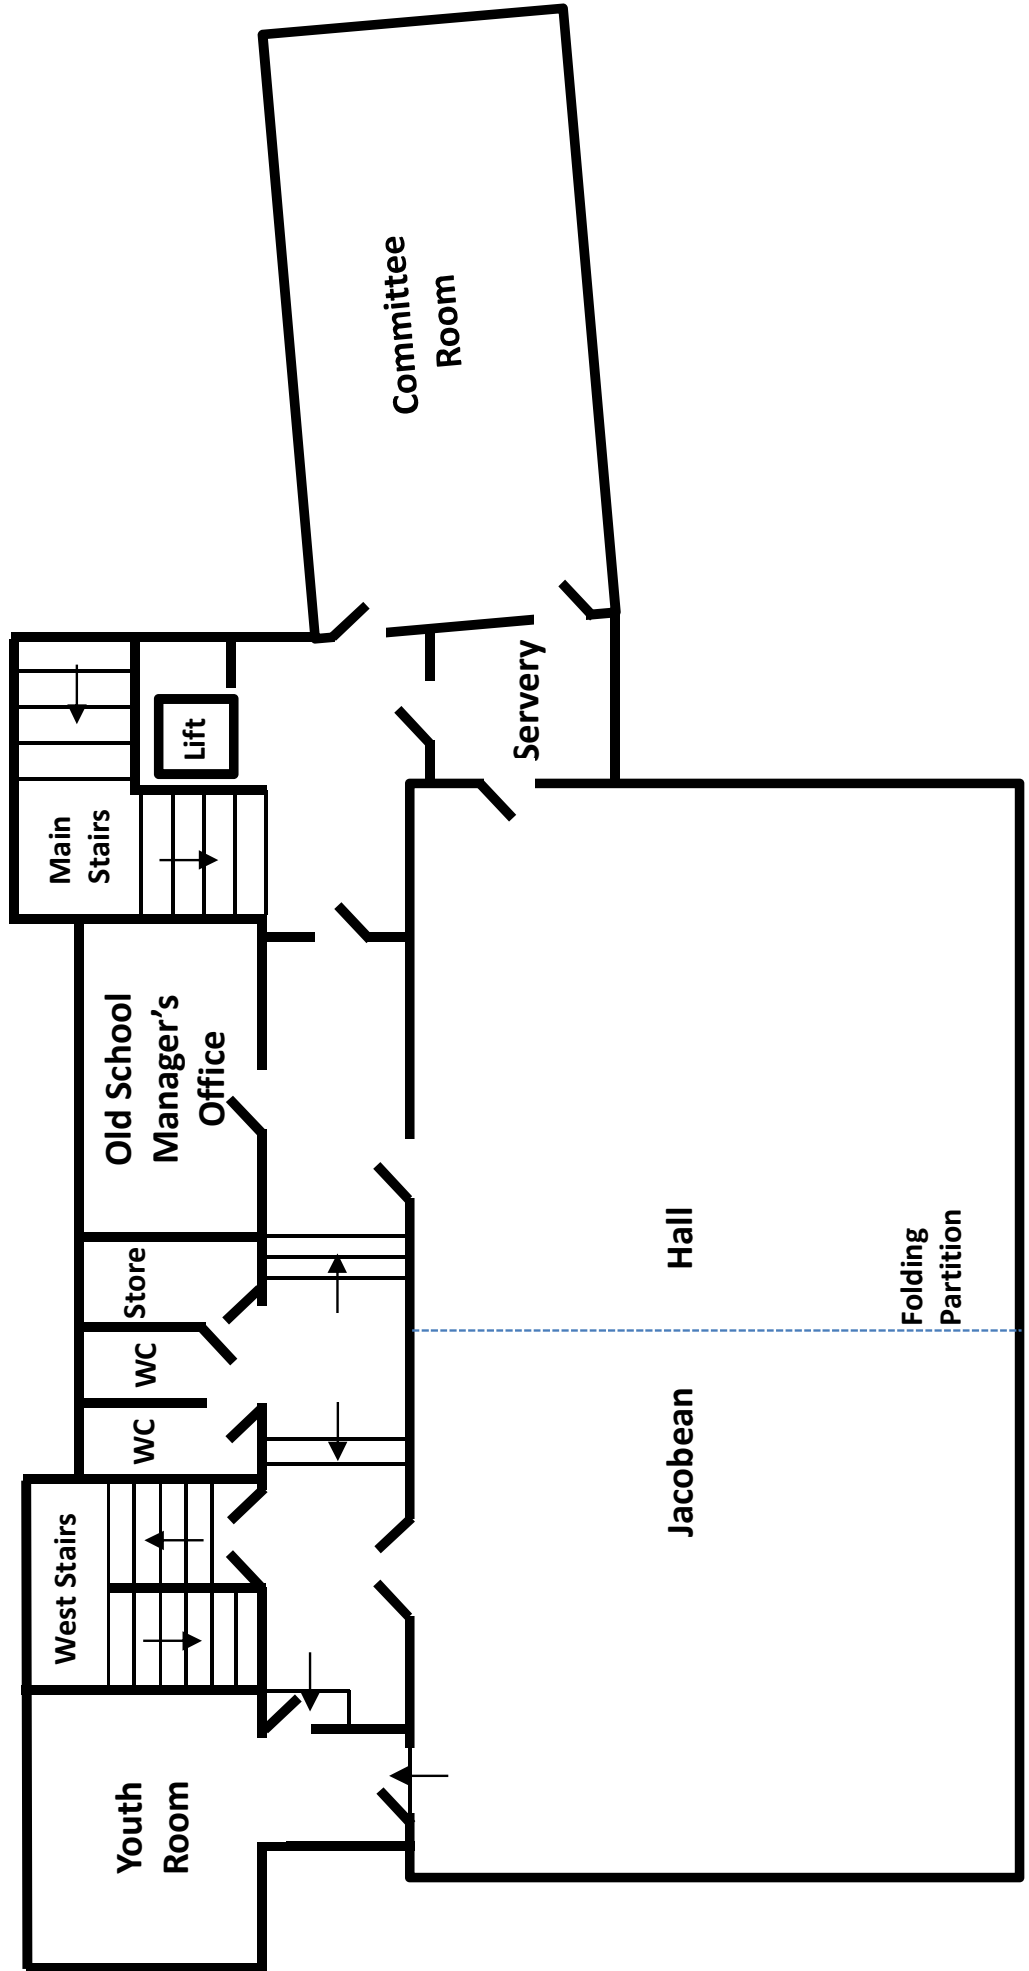 West Stairs
Youth
Room
WC
WC
Store
Old School
Manager’s
Office
Main
Stairs
Lift
Servery
Committee
Room
Jacobean
Hall
Folding
Partition